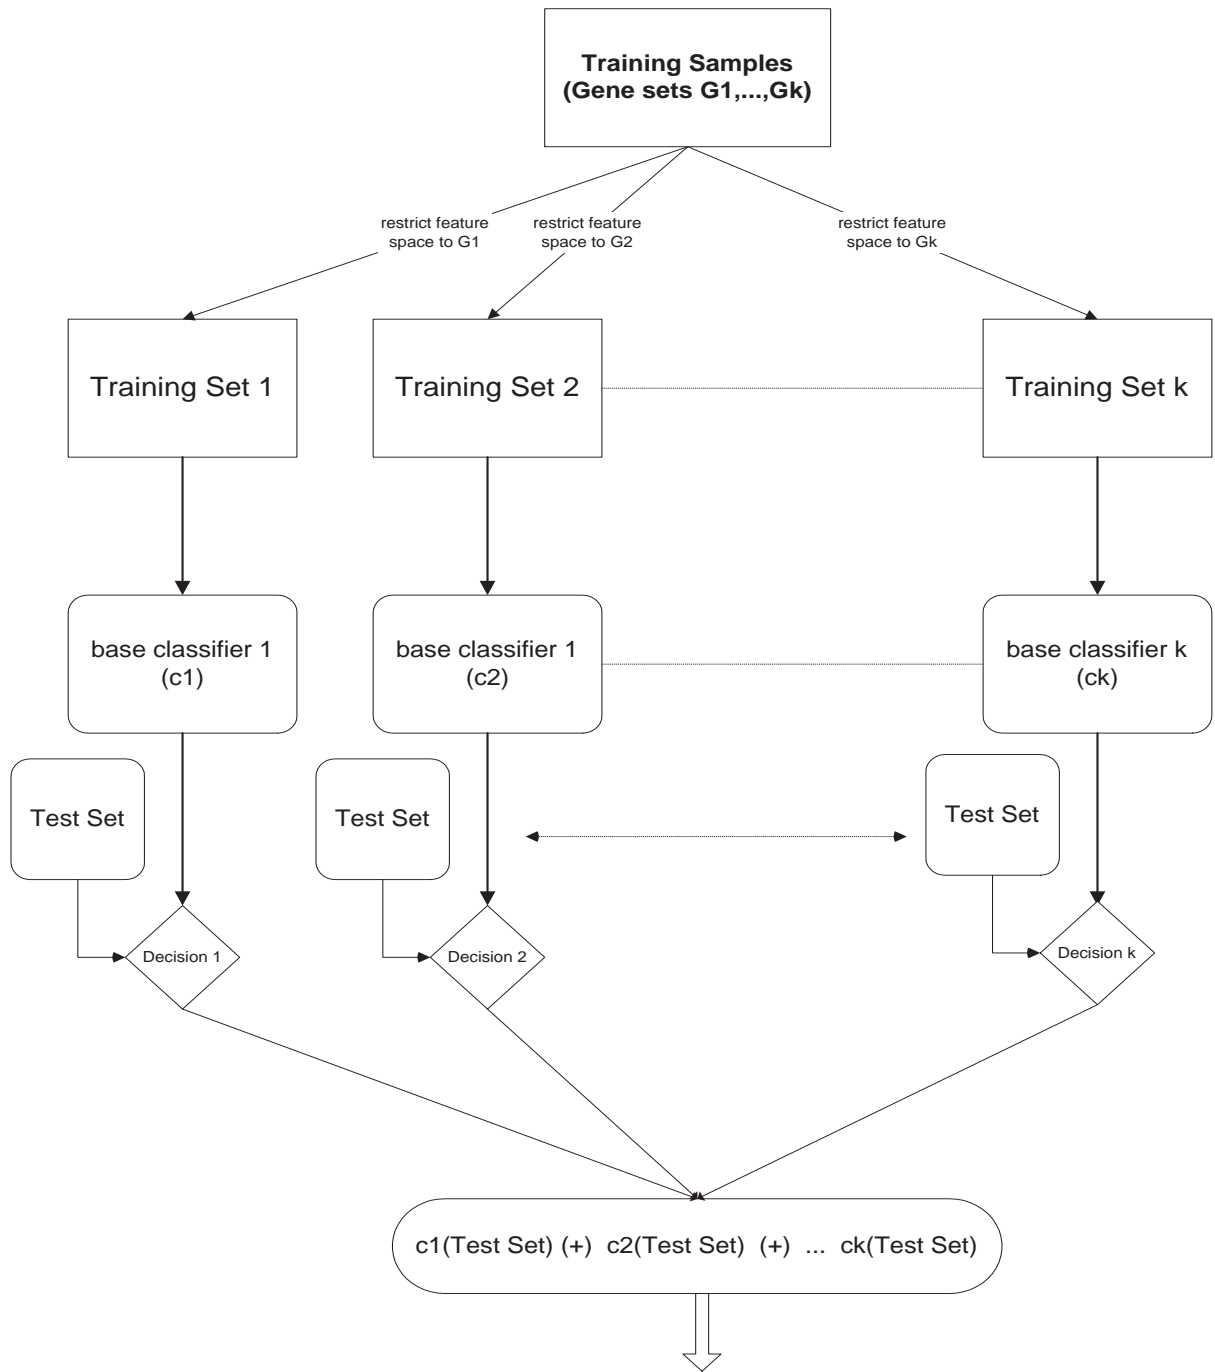 Training Samples
(Gene sets G1,...,Gk)
restrict feature
space to G1
restrict feature
space to G2
restrict feature
space to Gk
Training Set 1
Training Set 2
Training Set k
base classifier 1
(c1)
base classifier 1
(c2)
base classifier k
(ck)
Test Set
Test Set
Test Set
Decision 1
Decision 2
Decision k
c1(Test Set) (+) c2(Test Set) (+) ... ck(Test Set)